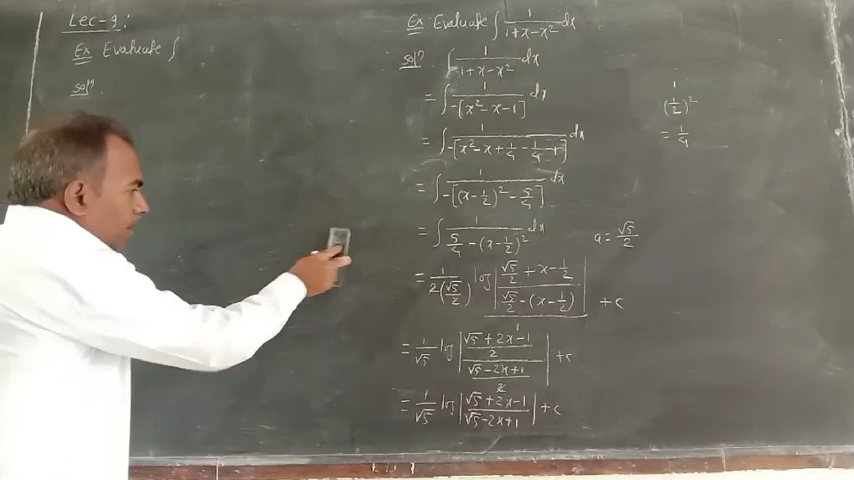 Lec-9:
Ex Evaluate ∫
solⁿ.
Ex Evaluate ∫ 1/(1+x-x²) dx
solⁿ. ∫ 1/(1+x-x²) dx
= ∫ 1/(-[x²-x-1]) dx
= ∫ 1/(-[x²-x+1/4-1/4-1]) dx
= ∫ 1/(-[(x-1/2)²-5/4]) dx
= ∫ 1/(5/4-(x-1/2)²) dx
= 1/(2(√5/2)) log |(√5/2+x-1/2)/(√5/2-(x-1/2))| + c
= 1/√5 log |((√5+2x-1)/2)/((√5-2x+1)/2)| + c
= 1/√5 log |(√5+2x-1)/(√5-2x+1)| + c
(1/2)²
= 1/4
a = √5/2